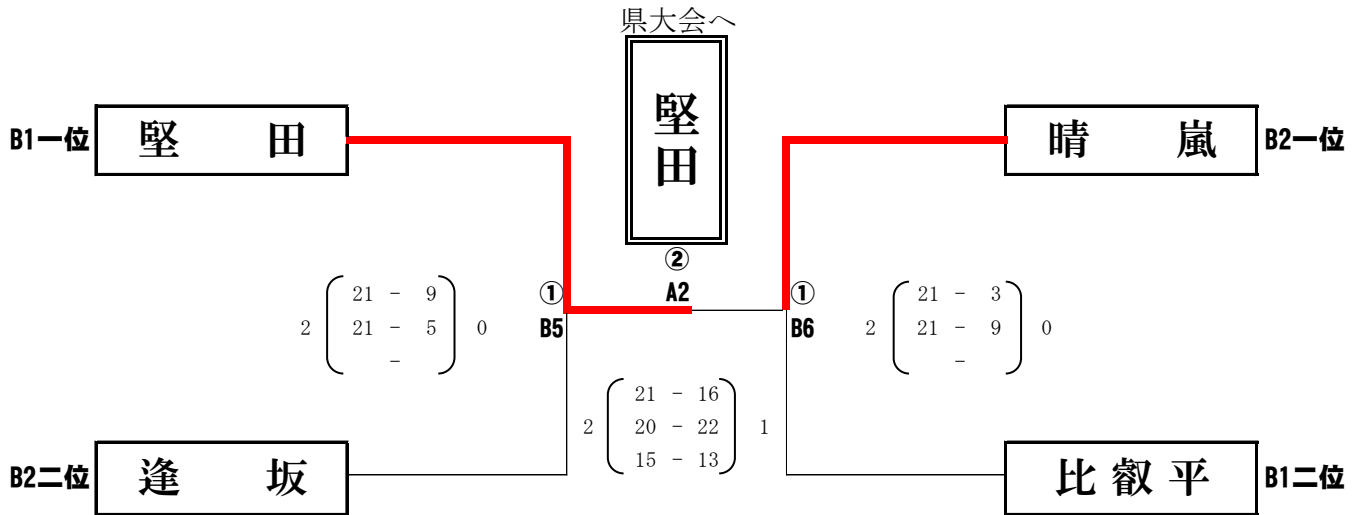 県大会へ
堅田
B1一位 堅 田
晴 嵐 B2一位
②
① A2 ①
B5 B6
21 - 9
2 21 - 5 0
-
21 - 3
2 21 - 9 0
-
21 - 16
2 20 - 22 1
15 - 13
B2二位 逢 坂
比叡平 B1二位